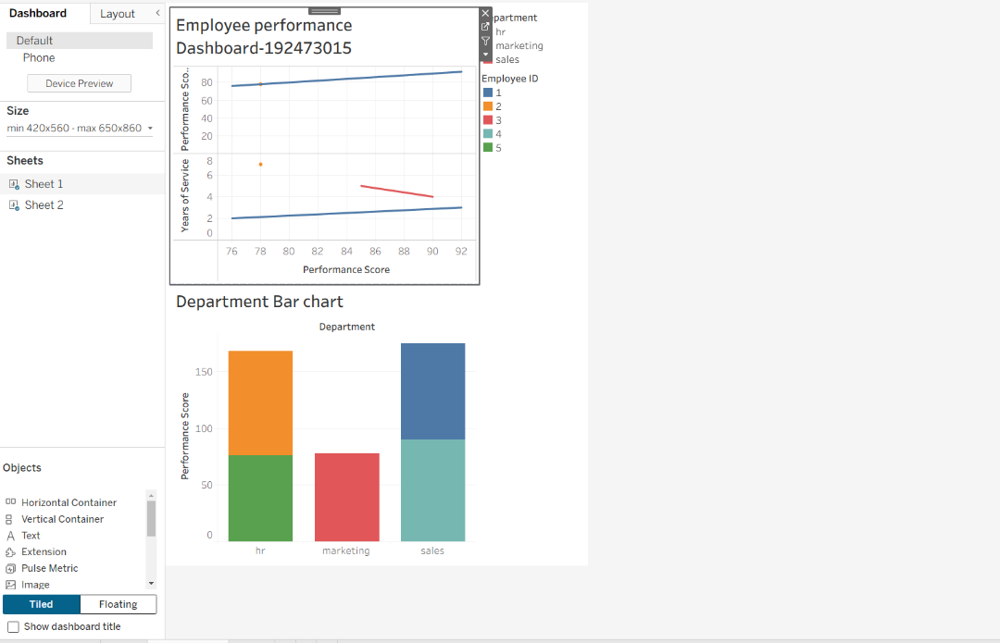 Dashboard
Layout
Default
Phone
Device Preview
Size
min 420x560 - max 650x860
Sheets
Sheet 1
Sheet 2
Objects
Horizontal Container
Vertical Container
Text
Extension
Pulse Metric
Image
Tiled
Floating
Show dashboard title
Employee performance
Dashboard-192473015
Performance Sco..
80
60
40
20
Years of Service
8
6
4
2
0
76 78 80 82 84 86 88 90 92
Performance Score
hr
marketing
sales
Employee ID
1
2
3
4
5
Department Bar chart
Department
Performance Score
150
100
50
0
hr marketing sales